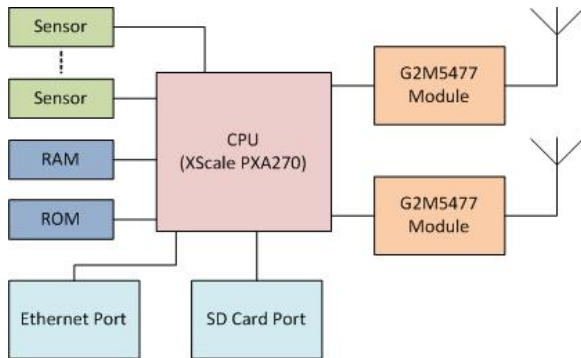 Sensor
Sensor
RAM
ROM
CPU
(XScale PXA270)
G2M5477
Module
G2M5477
Module
Ethernet Port
SD Card Port